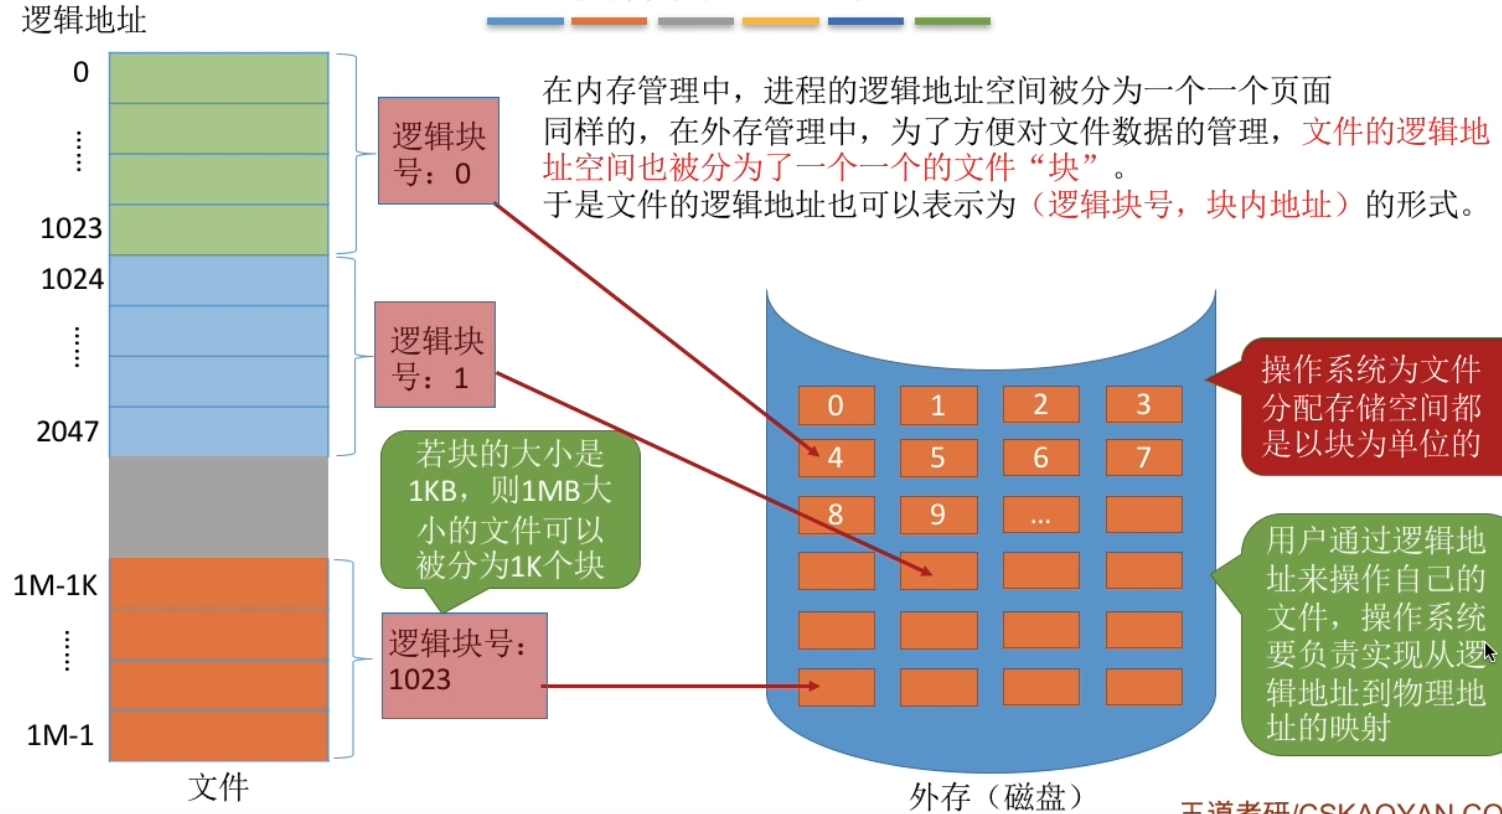 逻辑地址
0
……
1023
1024
……
2047
1M-1K
……
1M-1
文件
逻辑块
号：0
逻辑块
号：1
若块的大小是
1KB，则1MB大
小的文件可以
被分为1K个块
逻辑块号：
1023
在内存管理中，进程的逻辑地址空间被分为一个一个页面
同样的，在外存管理中，为了方便对文件数据的管理，文件的逻辑地
址空间也被分为了一个一个的文件“块”。
于是文件的逻辑地址也可以表示为（逻辑块号，块内地址）的形式。
0 1 2 3
4 5 6 7
8 9 ...
外存（磁盘）
操作系统为文件
分配存储空间都
是以块为单位的
用户通过逻辑地
址来操作自己的
文件，操作系统
要负责实现从逻
辑地址到物理地
址的映射
王道考研/CSKAOYAN.CO